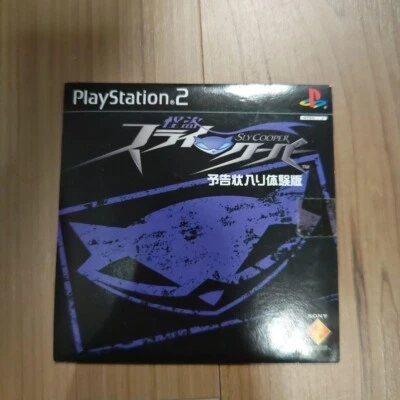 PlayStation®2
怪盗
スライ・クーパー
SLY COOPER
™
予告状入り体験版
SONY